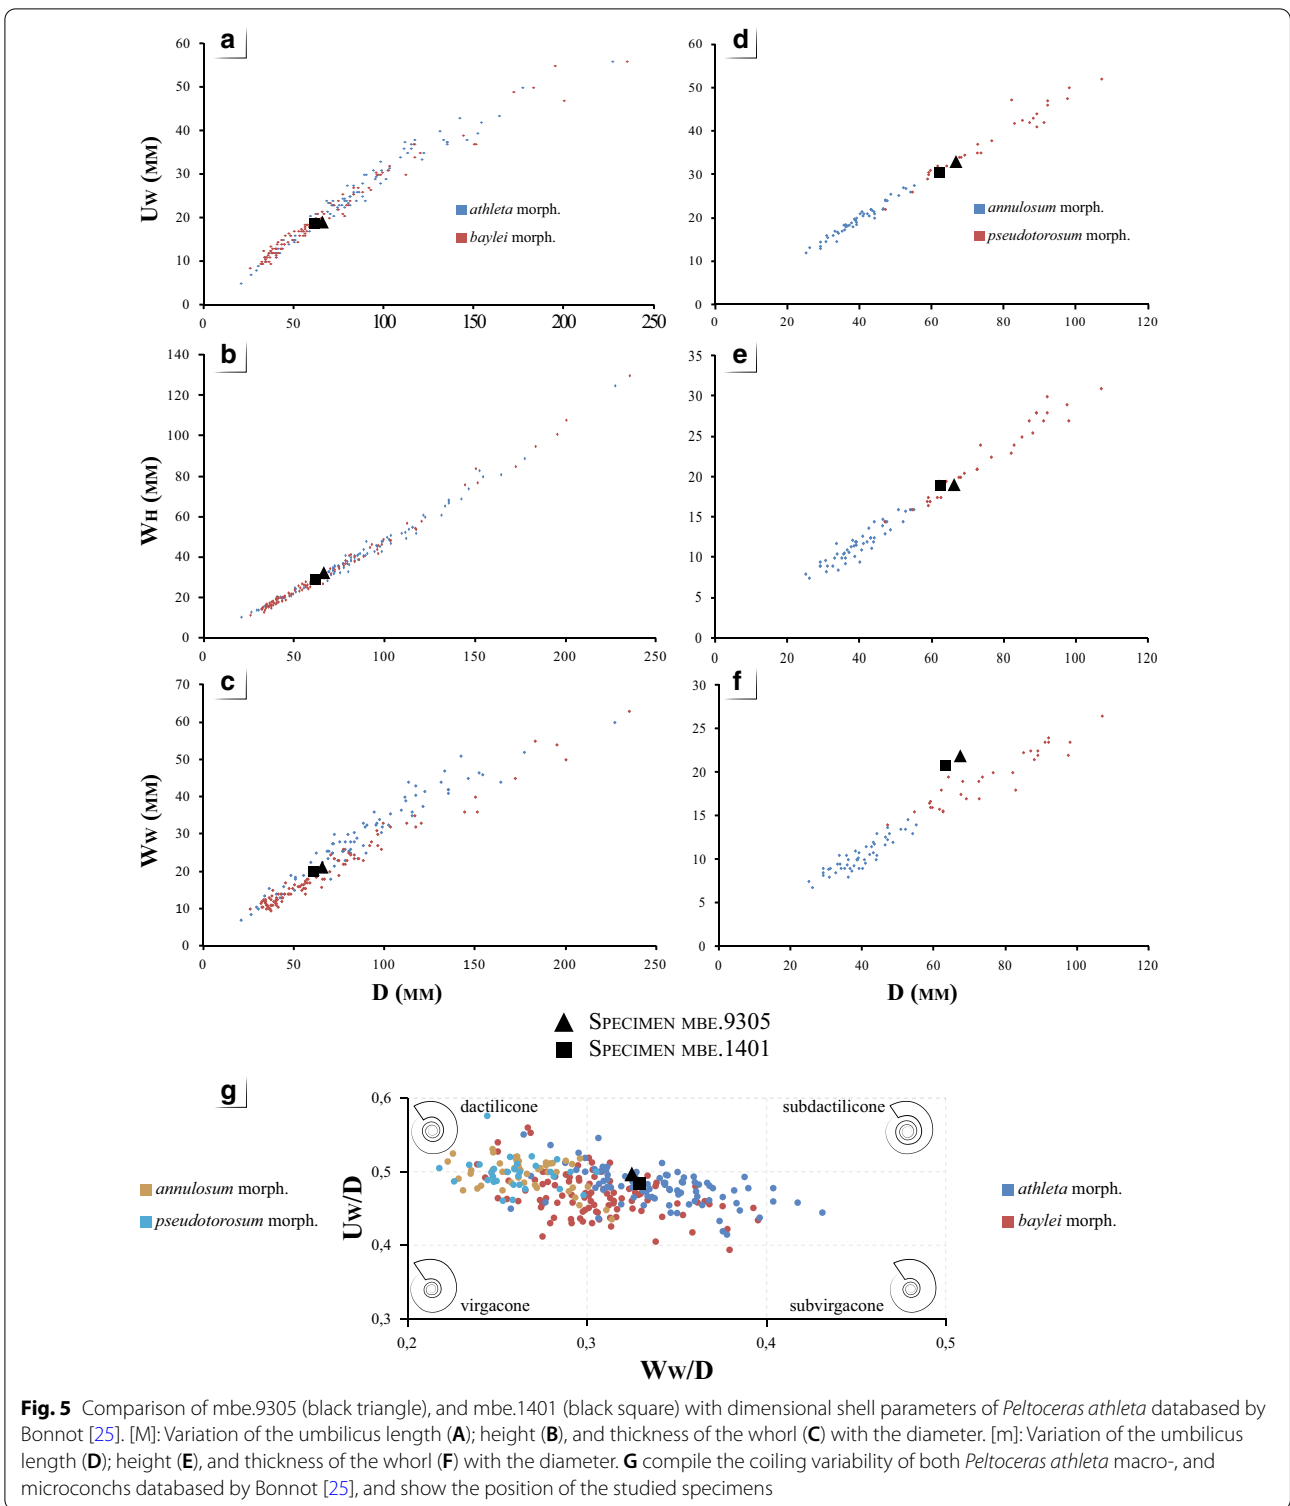 a
60
50
40
30
20
10
0
0 50 100 150 200 250
UW (MM)
athleta morph.
baylei morph.
d
60
50
40
30
20
10
0
0 20 40 60 80 100 120
annulosum morph.
pseudotorosum morph.
b
140
120
100
80
60
40
20
0
0 50 100 150 200 250
WH (MM)
e
35
30
25
20
15
10
5
0
0 20 40 60 80 100 120
c
70
60
50
40
30
20
10
0
0 50 100 150 200 250
WW (MM)
D (MM)
f
30
25
20
15
10
5
0
0 20 40 60 80 100 120
D (MM)
SPECIMEN MBE.9305
SPECIMEN MBE.1401
g
annulosum morph.
pseudotorosum morph.
0,6
0,5
0,4
0,3
UW/D
dactilicone
subdactilicone
virgacone
subvirgacone
0,2 0,3 0,4 0,5
WW/D
athleta morph.
baylei morph.
Fig. 5 Comparison of mbe.9305 (black triangle), and mbe.1401 (black square) with dimensional shell parameters of Peltoceras athleta databased by
Bonnot [25]. [M]: Variation of the umbilicus length (A); height (B), and thickness of the whorl (C) with the diameter. [m]: Variation of the umbilicus
length (D); height (E), and thickness of the whorl (F) with the diameter. G compile the coiling variability of both Peltoceras athleta macro-, and
microconchs databased by Bonnot [25], and show the position of the studied specimens